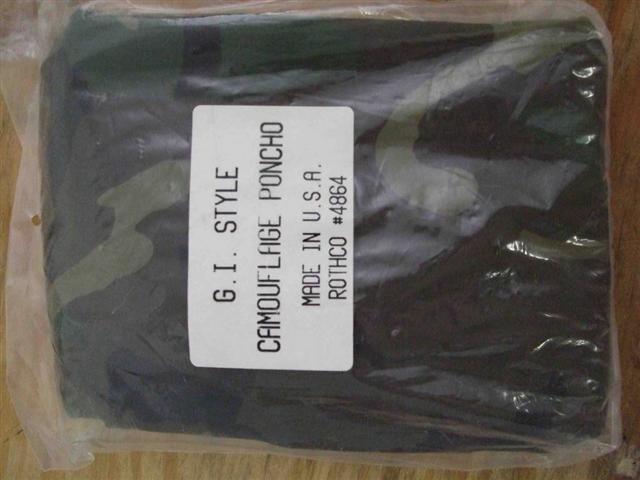 G.I. STYLE
CAMOUFLAGE PONCHO
MADE IN U.S.A.
ROTHCO #4864